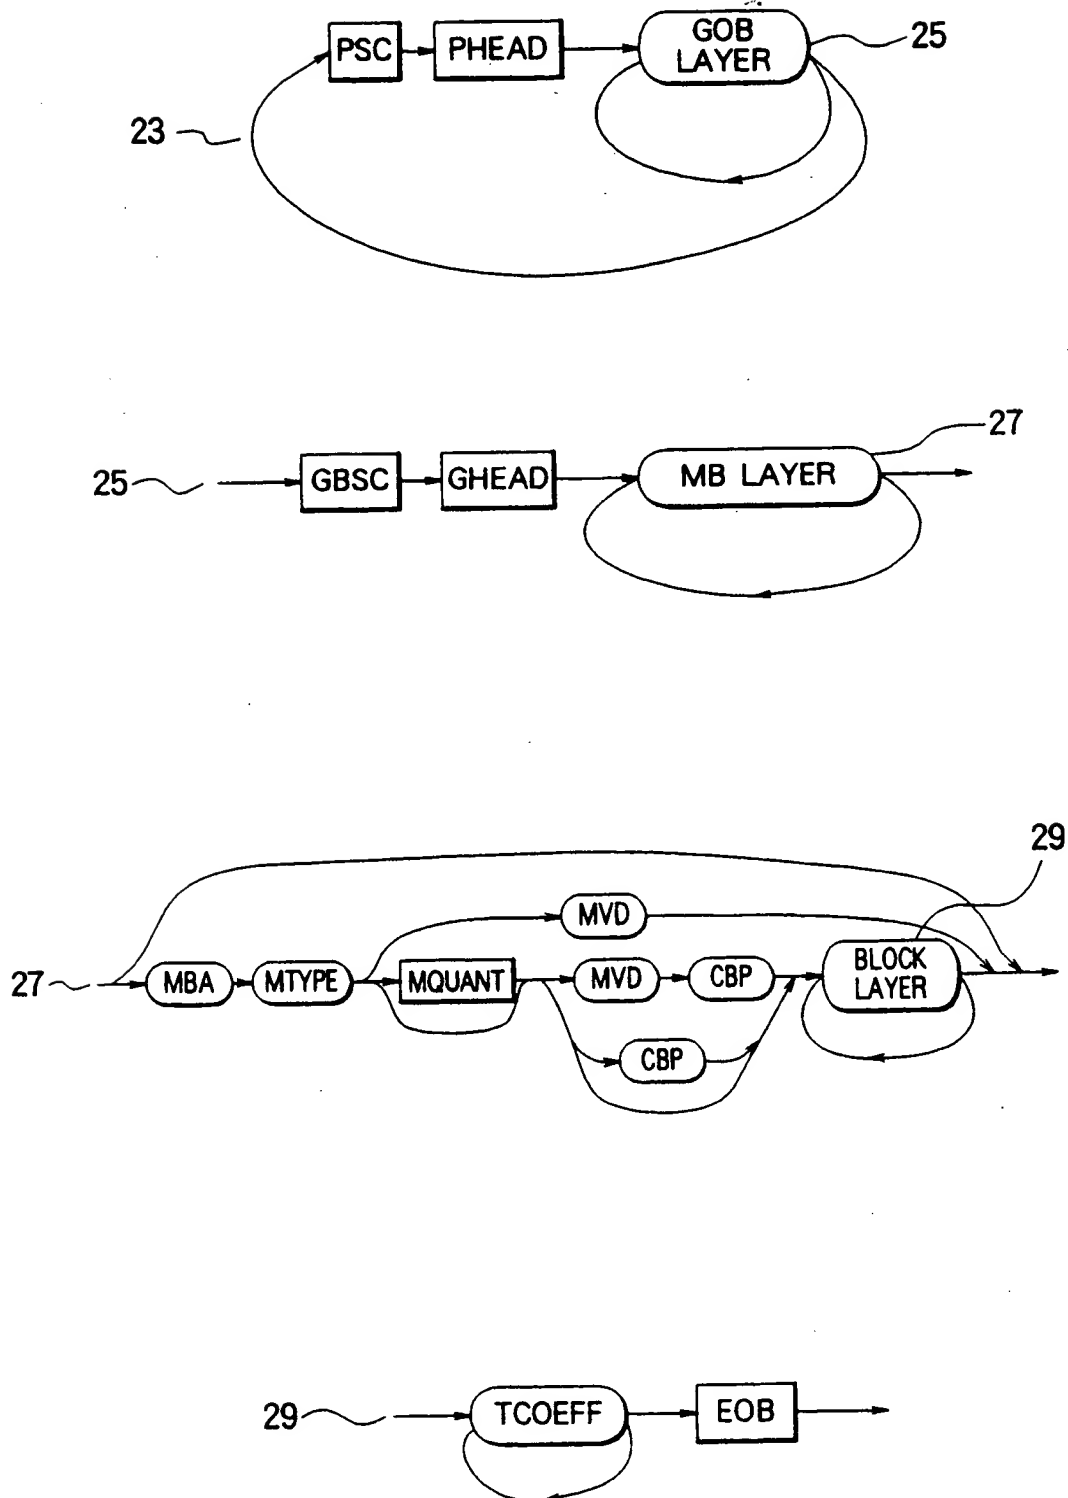 PSC
PHEAD
GOB
LAYER
25
23
25
GBSC
GHEAD
MB LAYER
27
29
27
MBA
MTYPE
MVD
MQUANT
MVD
CBP
CBP
BLOCK
LAYER
29
TCOEFF
EOB